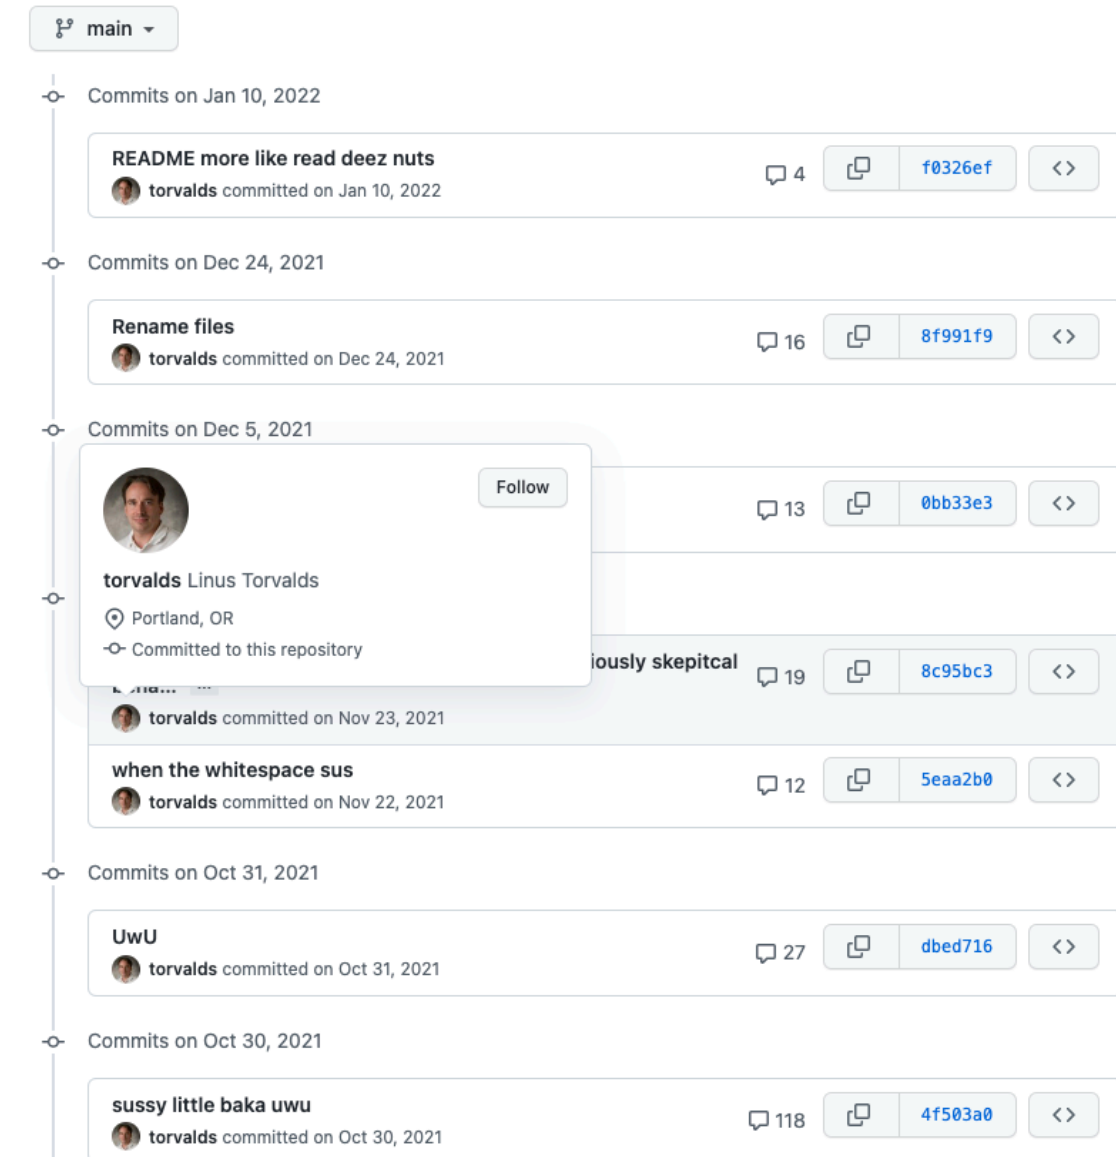 main
Commits on Jan 10, 2022
README more like read deez nuts
torvalds committed on Jan 10, 2022
4
f0326ef
Commits on Dec 24, 2021
Rename files
torvalds committed on Dec 24, 2021
16
8f991f9
Commits on Dec 5, 2021
13
0bb33e3
Follow
torvalds Linus Torvalds
Portland, OR
Committed to this repository
iously skepitcal
19
8c95bc3
torvalds committed on Nov 23, 2021
when the whitespace sus
torvalds committed on Nov 22, 2021
12
5eaa2b0
Commits on Oct 31, 2021
UwU
torvalds committed on Oct 31, 2021
27
dbed716
Commits on Oct 30, 2021
sussy little baka uwu
torvalds committed on Oct 30, 2021
118
4f503a0